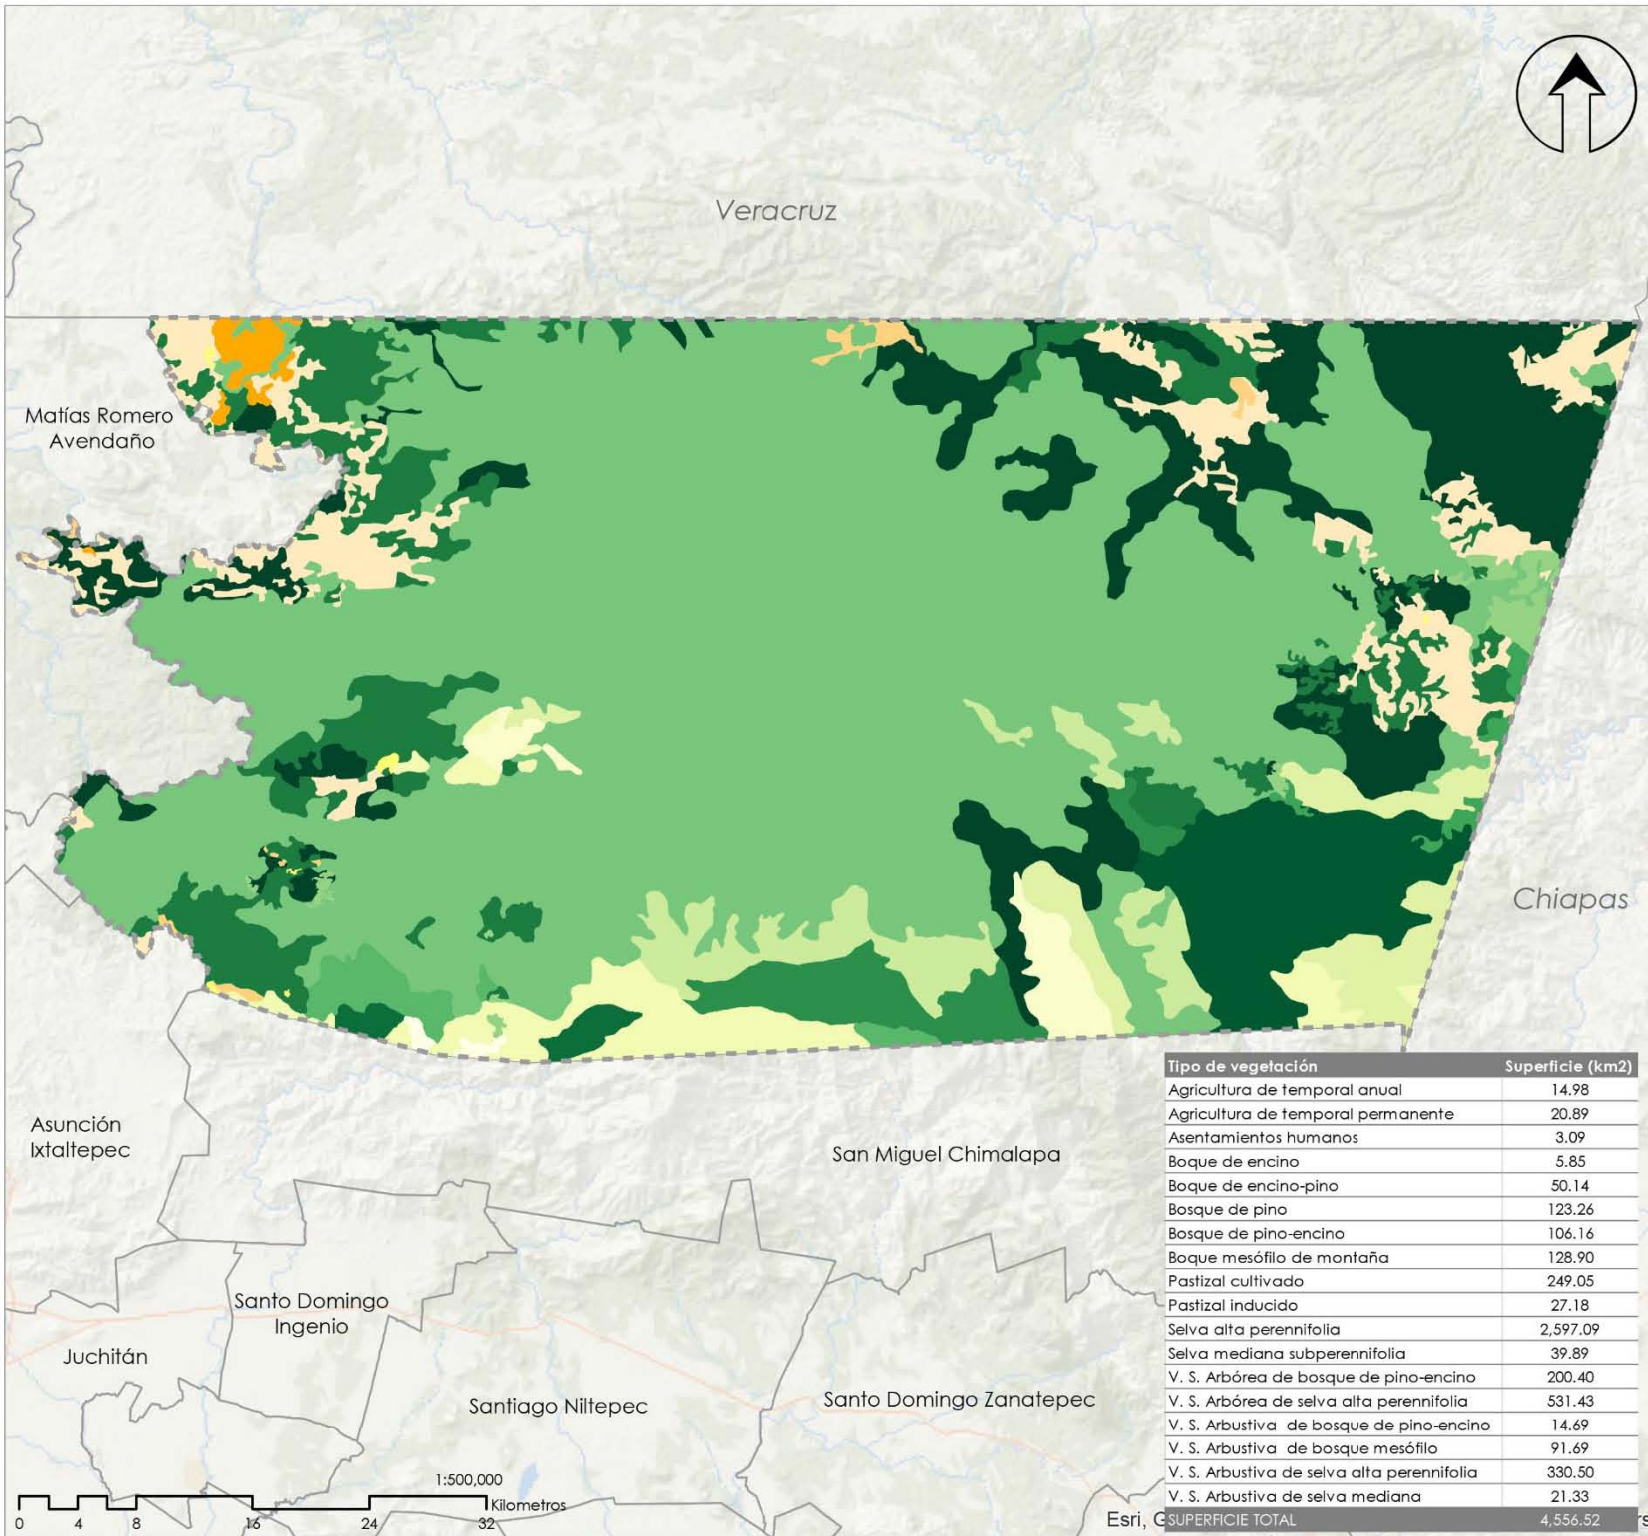 Veracruz
Matías Romero
Avendaño
Chiapas
Asunción
Ixtaltepec
San Miguel Chimalapa
Santo Domingo
Ingenio
Juchitán
Santiago Niltepec
Santo Domingo Zanatepec
Tipo de vegetación Superficie (km2)
Agricultura de temporal anual 14.98
Agricultura de temporal permanente 20.89
Asentamientos humanos 3.09
Boque de encino 5.85
Boque de encino-pino 50.14
Bosque de pino 123.26
Bosque de pino-encino 106.16
Boque mesófilo de montaña 128.90
Pastizal cultivado 249.05
Pastizal inducido 27.18
Selva alta perennifolia 2,597.09
Selva mediana subperennifolia 39.89
V. S. Arbórea de bosque de pino-encino 200.40
V. S. Arbórea de selva alta perennifolia 531.43
V. S. Arbustiva de bosque de pino-encino 14.69
V. S. Arbustiva de bosque mesófilo 91.69
V. S. Arbustiva de selva alta perennifolia 330.50
V. S. Arbustiva de selva mediana 21.33
SUPERFICIE TOTAL 4,556.52
1:500,000
Kilometros
0 4 8 16 24 32
Esri,